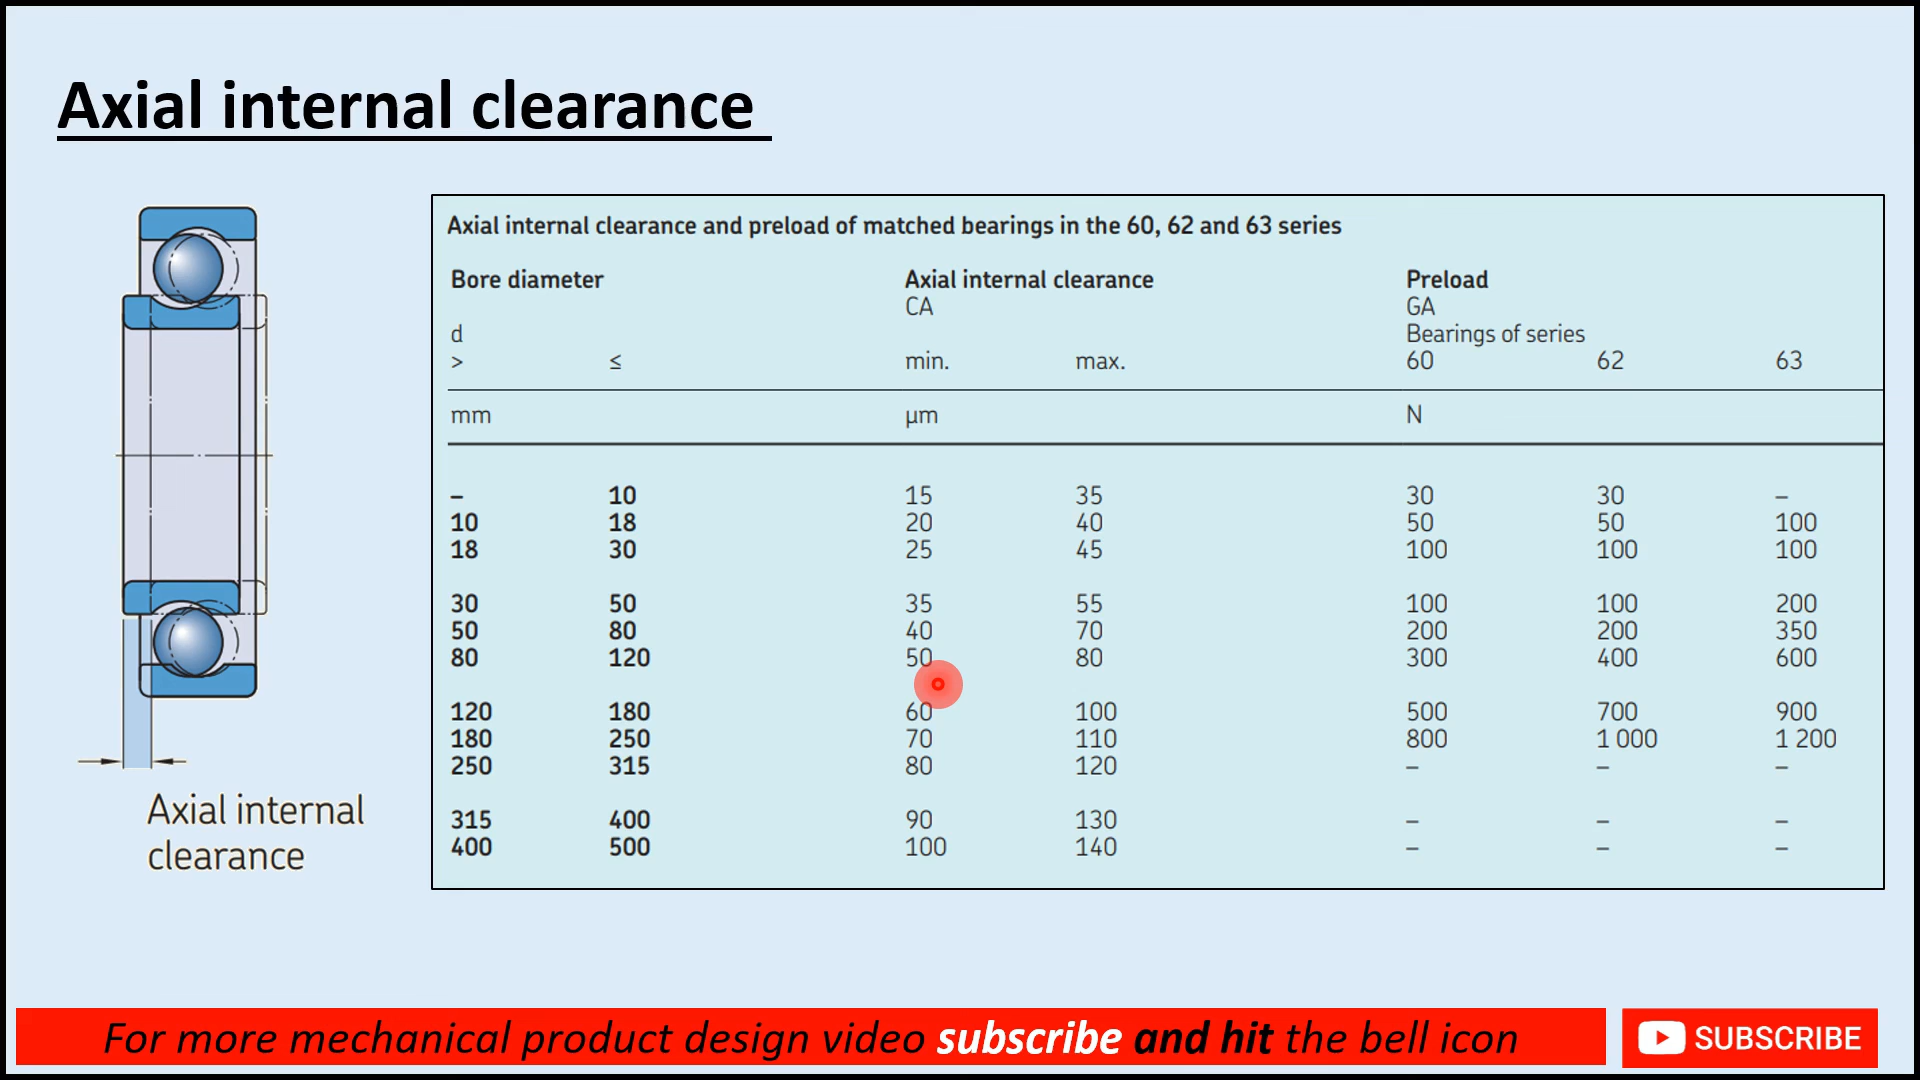 Axial internal clearance
Axial internal clearance and preload of matched bearings in the 60, 62 and 63 series
Bore diameter Axial internal clearance Preload
CA GA
d Bearings of series
> ≤ min. max. 60 62 63
mm µm N
– 10 15 35 30 30 –
10 18 20 40 50 50 100
18 30 25 45 100 100 100
30 50 35 55 100 100 200
50 80 40 70 200 200 350
80 120 50 80 300 400 600
120 180 60 100 500 700 900
180 250 70 110 800 1 000 1 200
250 315 80 120 – – –
315 400 90 130 – – –
400 500 100 140 – – –
Axial internal
clearance
For more mechanical product design video subscribe and hit the bell icon
SUBSCRIBE